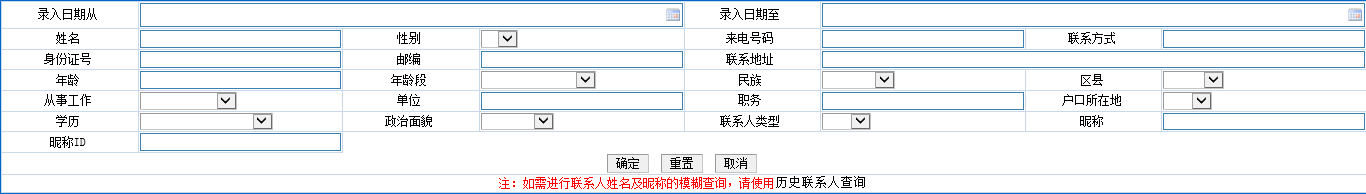 录入日期从 录入日期至
姓名 性别 来电号码 联系方式
身份证号 邮编 联系地址
年龄 年龄段 民族 区县
从事工作 单位 职务 户口所在地
学历 政治面貌 联系人类型 昵称
昵称ID
确定 重置 取消
注：如需进行联系人姓名及昵称的模糊查询，请使用历史联系人查询